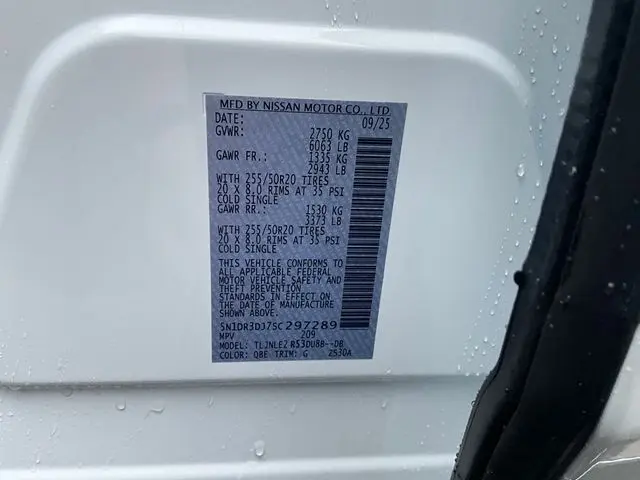 MFD BY NISSAN MOTOR CO., LTD
DATE: 09/25
GVWR: 2750 KG
6063 LB
GAWR FR.: 1335 KG
2943 LB
WITH 255/50R20 TIRES
20 X 8.0 RIMS AT 35 PSI
COLD SINGLE
GAWR RR.: 1530 KG
3373 LB
WITH 255/50R20 TIRES
20 X 8.0 RIMS AT 35 PSI
COLD SINGLE
THIS VEHICLE CONFORMS TO
ALL APPLICABLE FEDERAL
MOTOR VEHICLE SAFETY AND
THEFT PREVENTION
STANDARDS IN EFFECT ON
THE DATE OF MANUFACTURE
SHOWN ABOVE.
5N1DR3DJ7SC297289
MPV 209
MODEL: TLJNLEZ R53DUBB--DB
COLOR: QBE TRIM: G 2530A